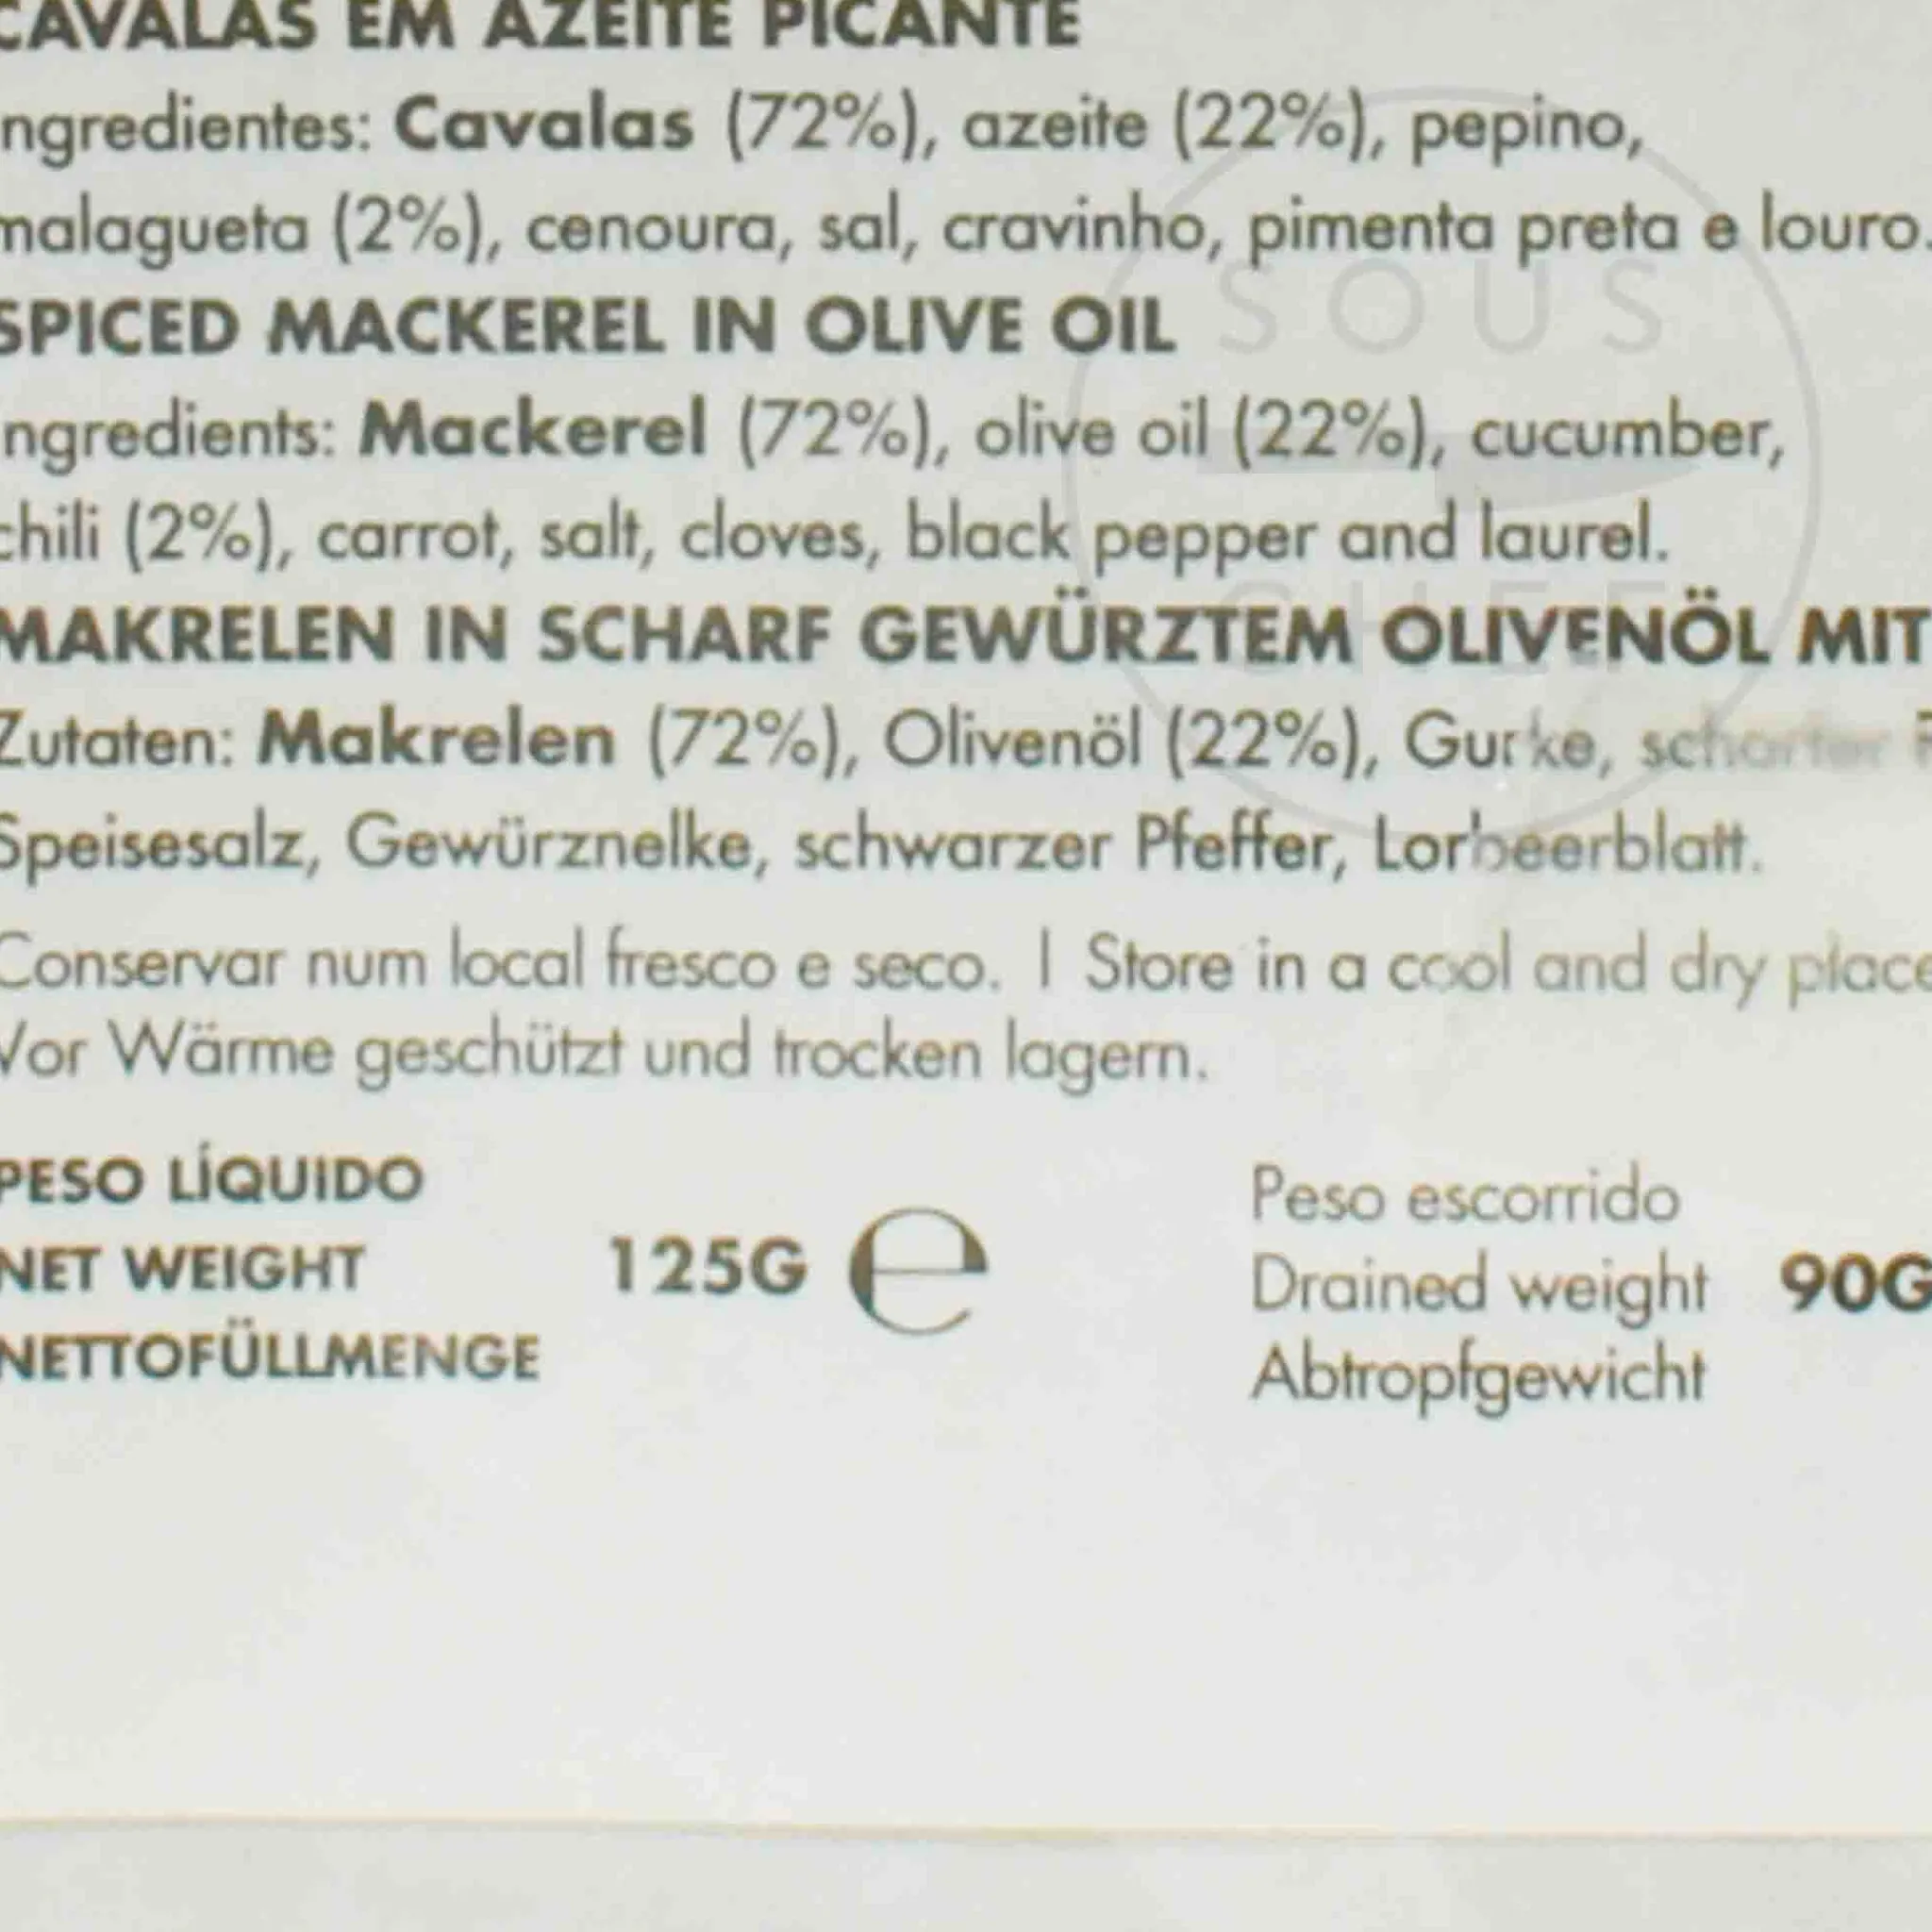 CAVALAS EM AZEITE PICANTE
ngredientes: Cavalas (72%), azeite (22%), pepino,
malagueta (2%), cenoura, sal, cravinho, pimenta preta e louro.
SPICED MACKEREL IN OLIVE OIL
ngredients: Mackerel (72%), olive oil (22%), cucumber,
chili (2%), carrot, salt, cloves, black pepper and laurel.
MAKRELEN IN SCHARF GEWÜRZTEM OLIVENÖL MIT
Zutaten: Makrelen (72%), Olivenöl (22%), Gurke, scharfer
Speisesalz, Gewürznelke, schwarzer Pfeffer, Lorbeerblatt.
Conservar num local fresco e seco. | Store in a cool and dry place
Vor Wärme geschützt und trocken lagern.
PESO LÍQUIDO
NET WEIGHT 125G e
NETTOFÜLLMENGE
Peso escorrido
Drained weight 90G
Abtropfgewicht
SOUS
CHEF